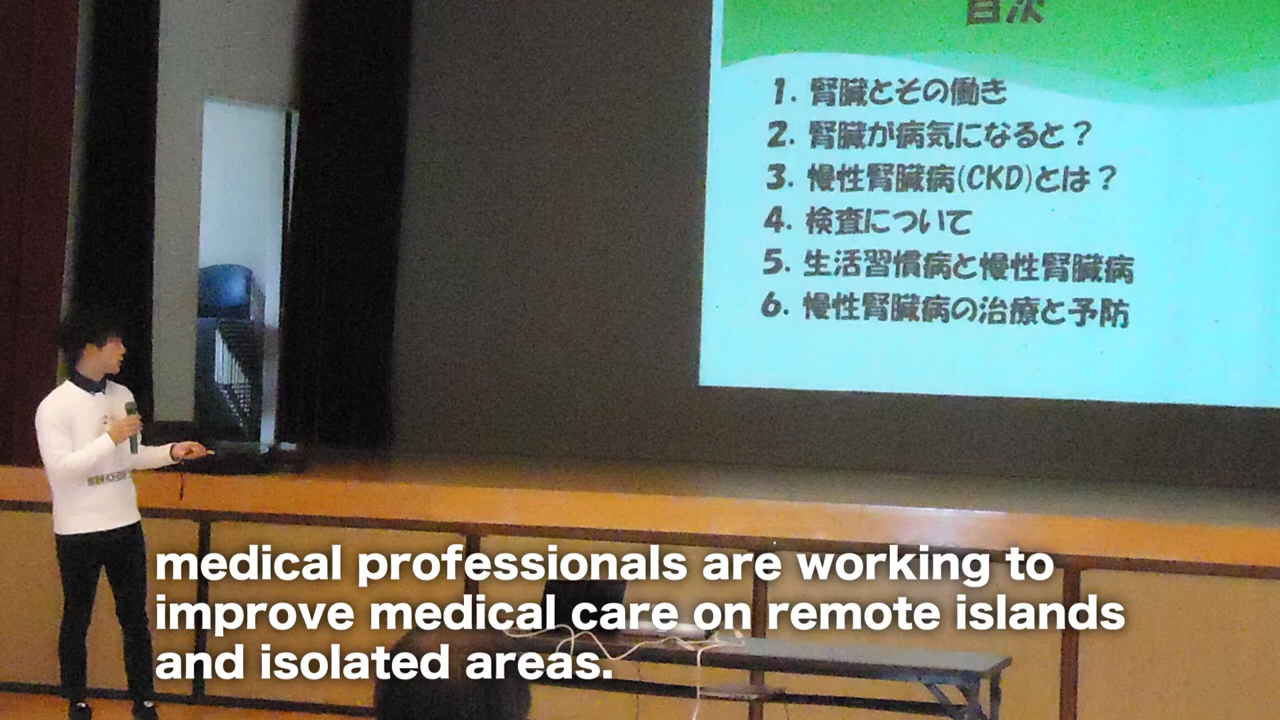 目次
1. 腎臓とその働き
2. 腎臓が病気になると？
3. 慢性腎臓病(CKD)とは？
4. 検査について
5. 生活習慣病と慢性腎臓病
6. 慢性腎臓病の治療と予防
medical professionals are working to
improve medical care on remote islands
and isolated areas.